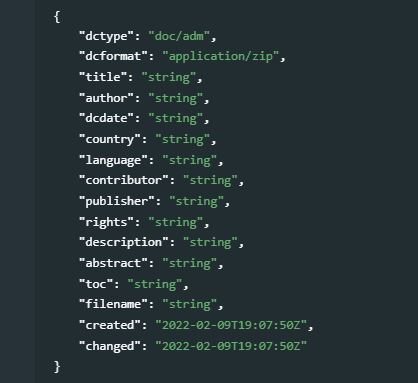 {
"dctype": "doc/adm",
"dcformat": "application/zip",
"title": "string",
"author": "string",
"dcdate": "string",
"country": "string",
"language": "string",
"contributor": "string",
"publisher": "string",
"rights": "string",
"description": "string",
"abstract": "string",
"toc": "string",
"filename": "string",
"created": "2022-02-09T19:07:50Z",
"changed": "2022-02-09T19:07:50Z"
}